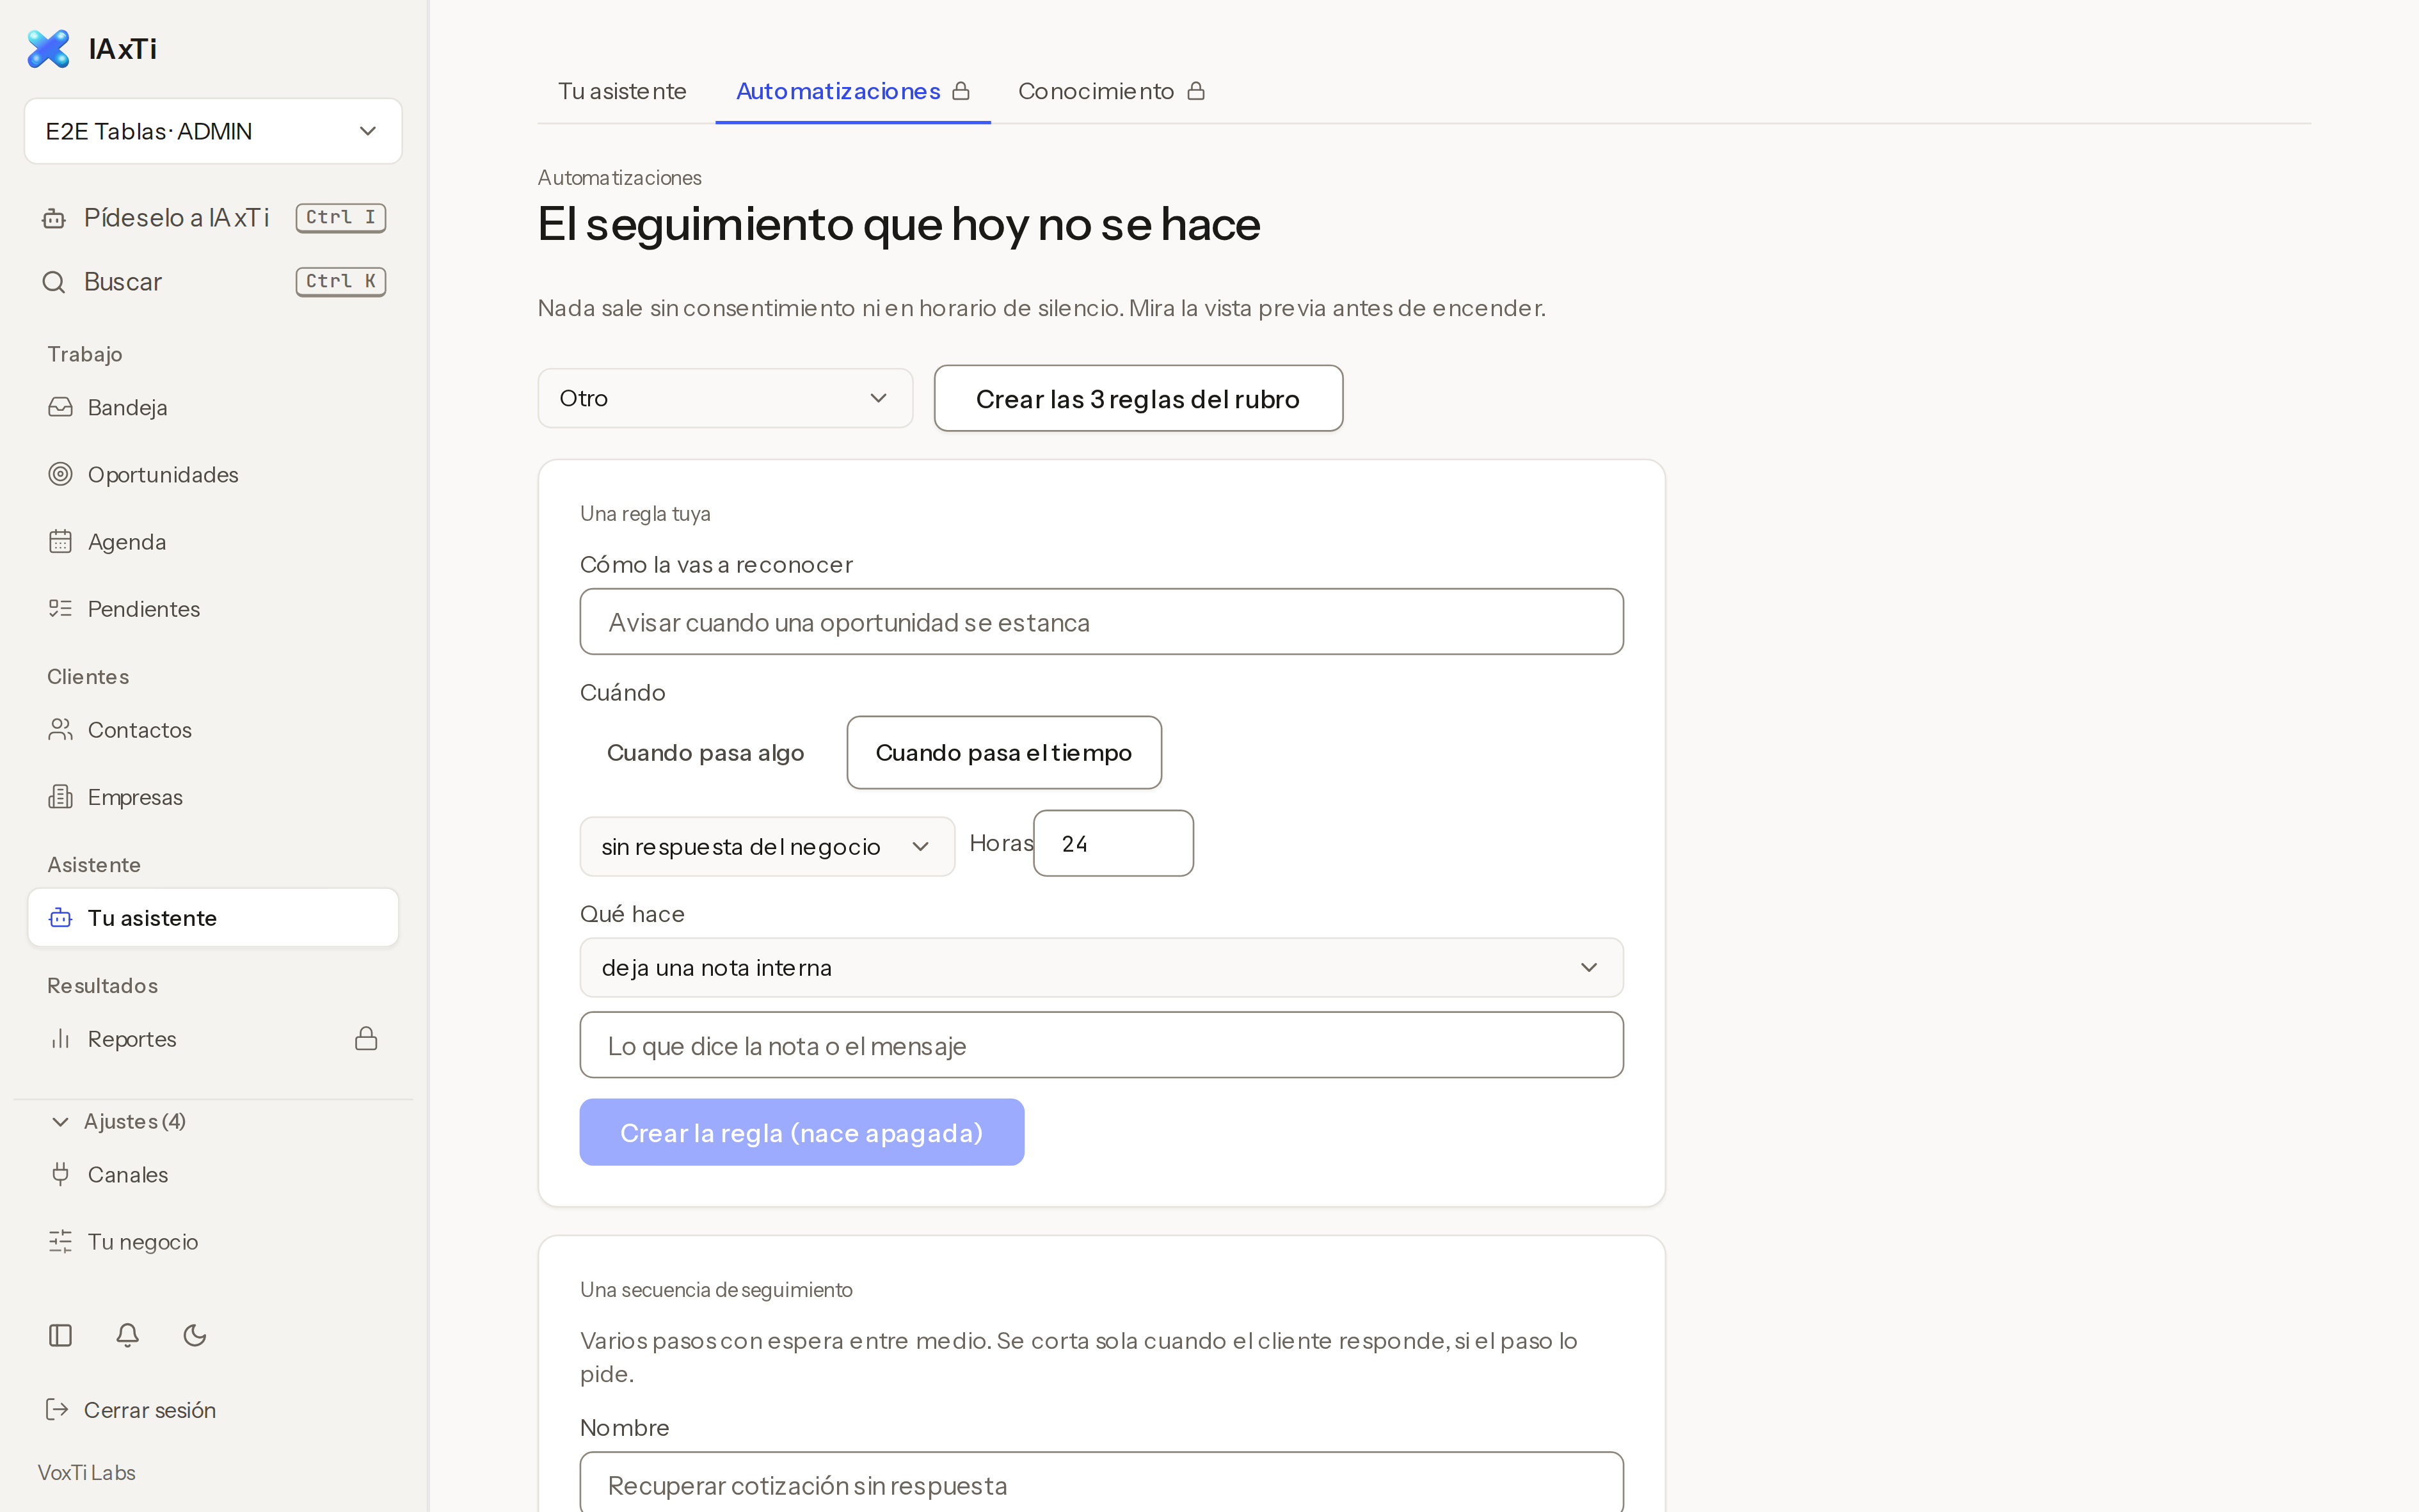 IAxTi
E2E Tablas · ADMIN
Pídeselo a IAxTi
Ctrl I
Buscar
Ctrl K
Trabajo
Bandeja
Oportunidades
Agenda
Pendientes
Clientes
Contactos
Empresas
Asistente
Tu asistente
Resultados
Reportes
Ajustes (4)
Canales
Tu negocio
Cerrar sesión
VoxTi Labs
Tu asistente
Automatizaciones
Conocimiento
Automatizaciones
El seguimiento que hoy no se hace
Nada sale sin consentimiento ni en horario de silencio. Mira la vista previa antes de encender.
Otro
Crear las 3 reglas del rubro
Una regla tuya
Cómo la vas a reconocer
Avisar cuando una oportunidad se estanca
Cuándo
Cuando pasa algo
Cuando pasa el tiempo
sin respuesta del negocio
Horas
24
Qué hace
deja una nota interna
Lo que dice la nota o el mensaje
Crear la regla (nace apagada)
Una secuencia de seguimiento
Varios pasos con espera entre medio. Se corta sola cuando el cliente responde, si el paso lo
pide.
Nombre
Recuperar cotización sin respuesta